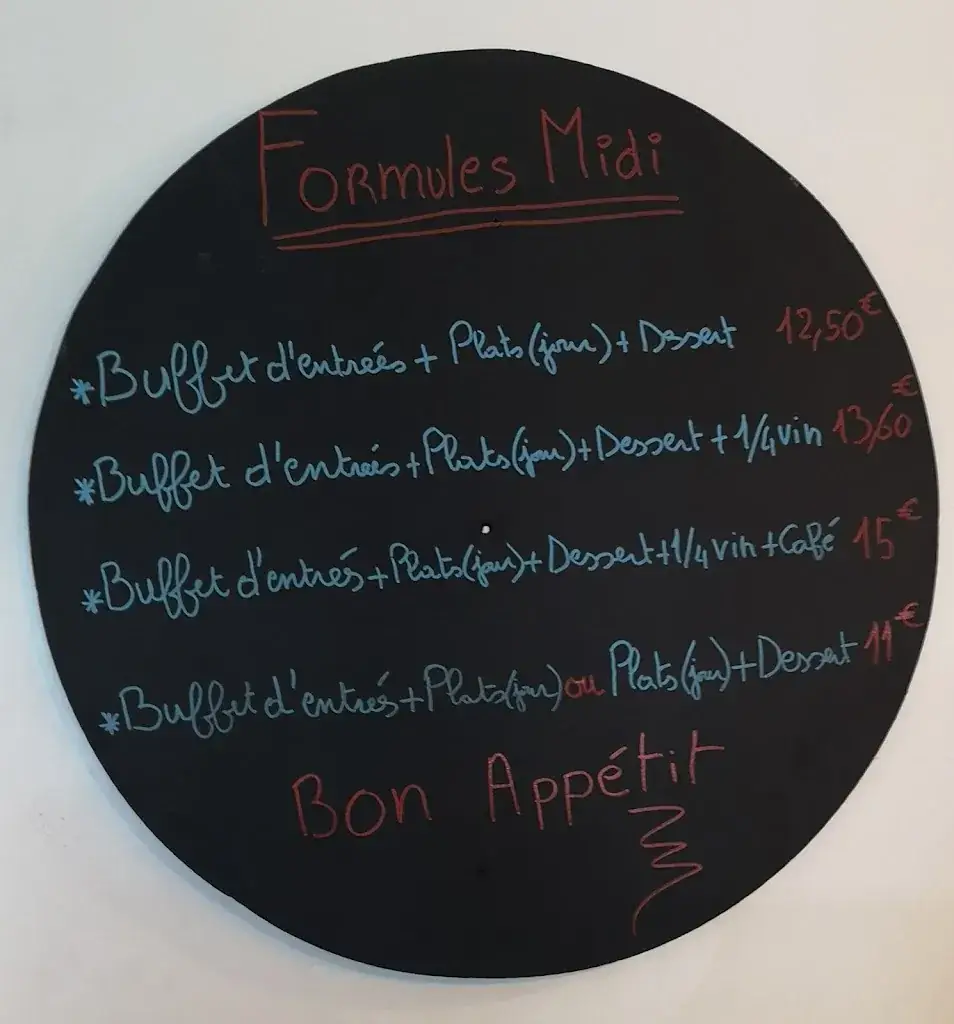 Formules Midi
*Buffet d'entrées + Plats (jour) + Dessert 12,50€
*Buffet d'entreés + Plats (jour) + Dessert + 1/4 vin 13,60€
*Buffet d'entrés + Plats (jour) + Dessert + 1/4 vin + Café 15€
*Buffet d'entrés + Plats (jour) ou Plats (jour) + Dessert 11€
Bon Appétit